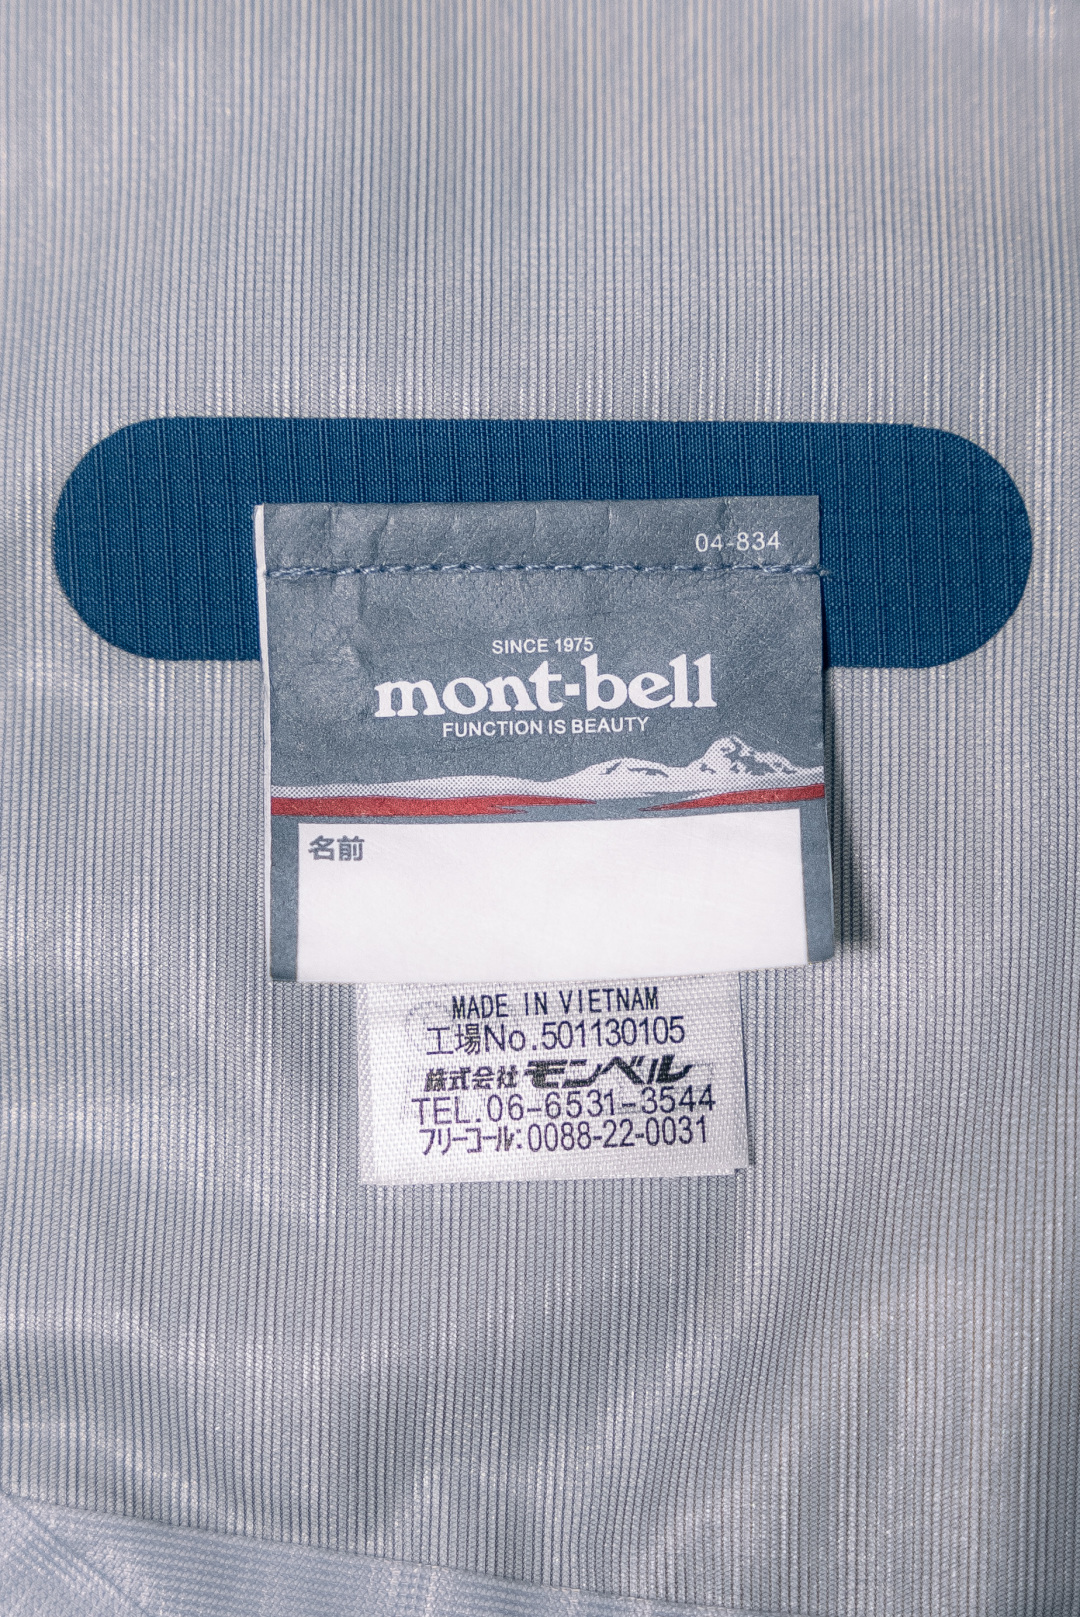 04-834
SINCE 1975
mont-bell
FUNCTION IS BEAUTY
名前
MADE IN VIETNAM
工場No.501130105
株式会社モンベル
TEL.06-6531-3544
フリーコール:0088-22-0031